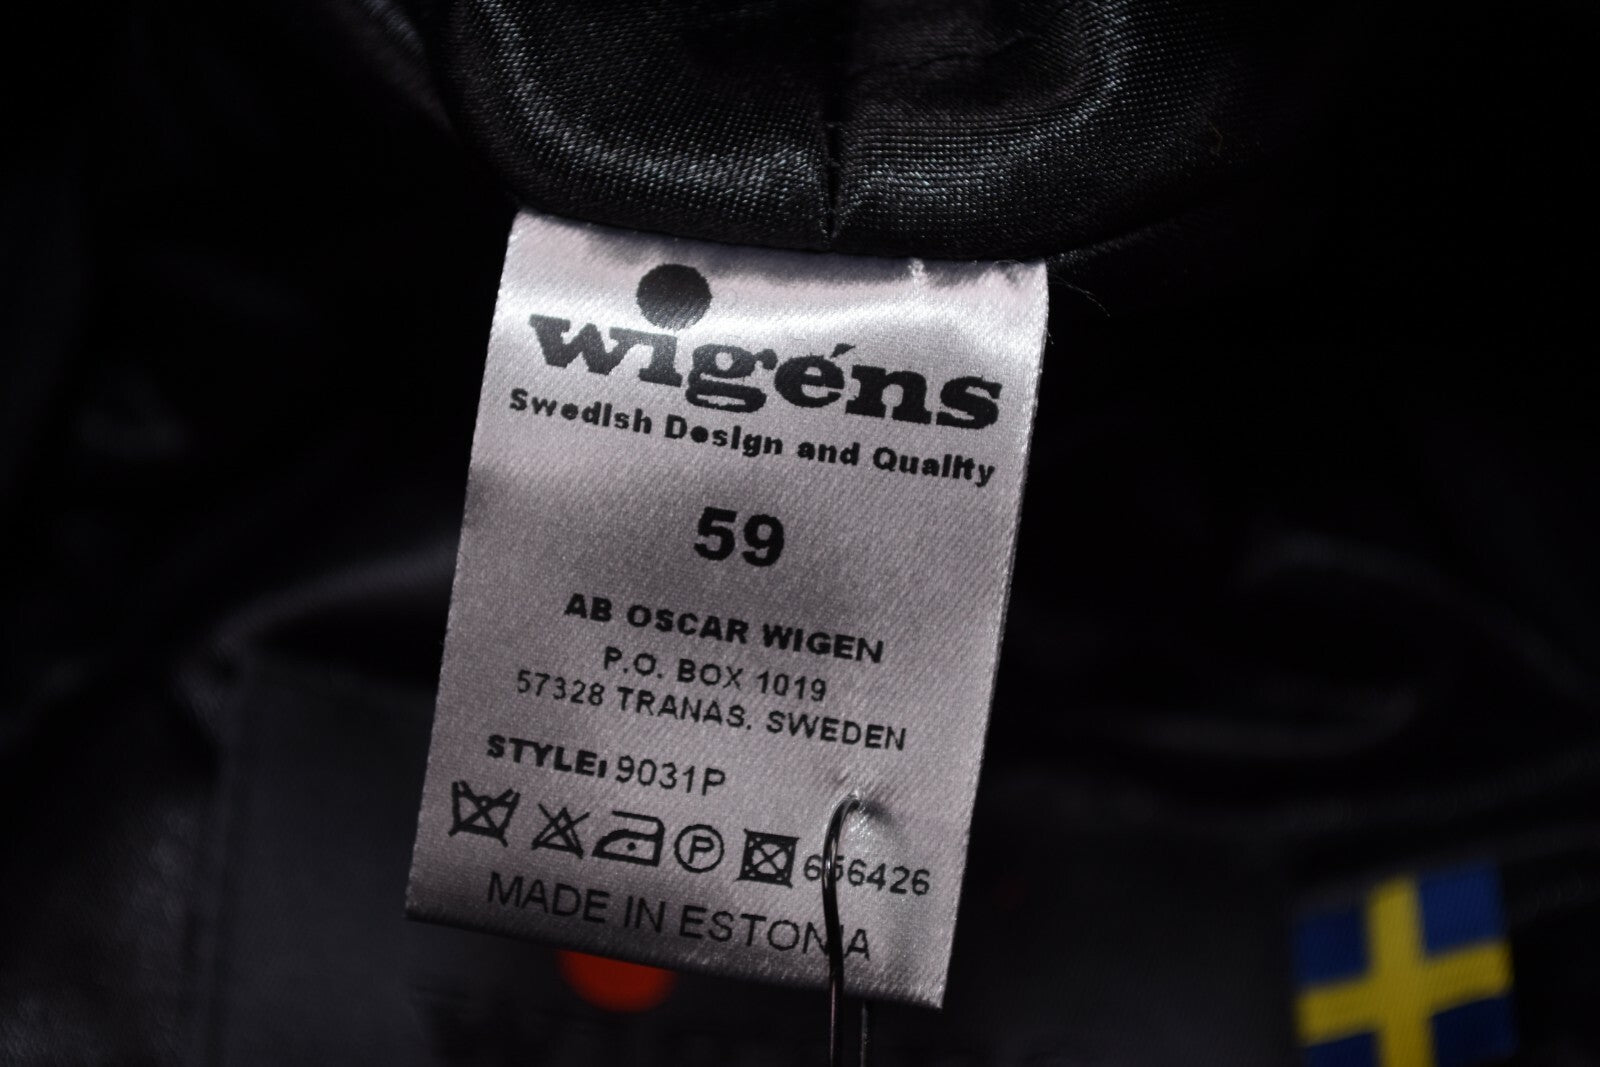 wigéns
Swedish Design and Quality
59
AB OSCAR WIGEN
P.O. BOX 1019
57328 TRANAS. SWEDEN
STYLE: 9031P
P
656426
MADE IN ESTONIA